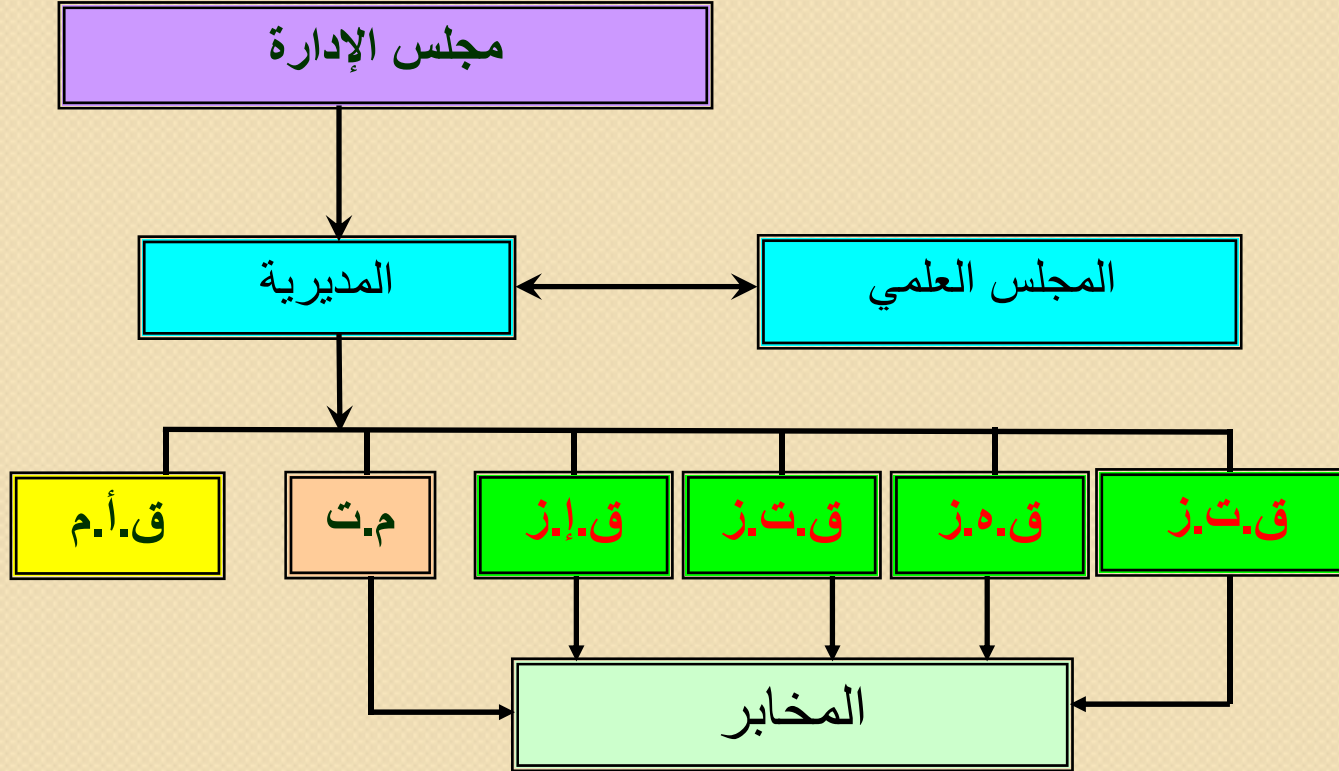 مجلس الإدارة
المجلس العلمي
المديرية
ق.ت.ز
ق.ه.ز
ق.ت.ز
ق.إ.ز
م.ت
ق.أ.م
المخابر